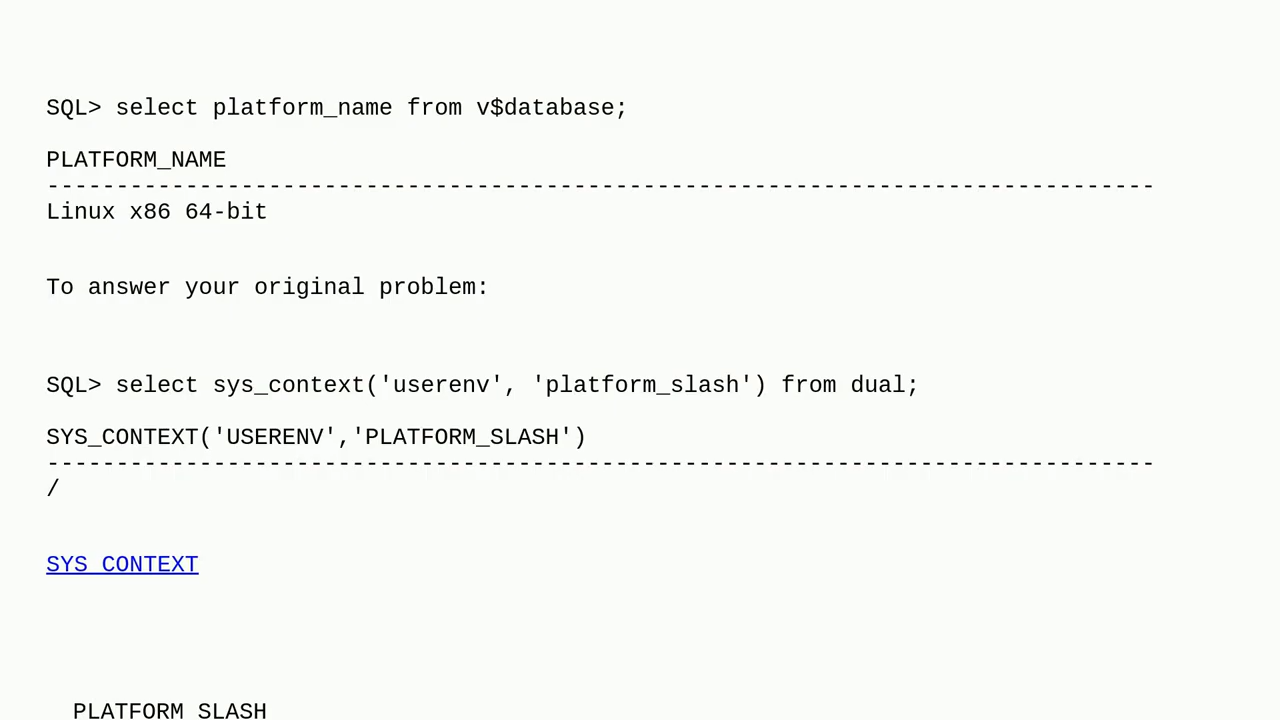 SQL> select platform_name from v$database;
PLATFORM_NAME
--------------------------------------------------------------------------------
Linux x86 64-bit
To answer your original problem:
SQL> select sys_context('userenv', 'platform_slash') from dual;
SYS_CONTEXT('USERENV','PLATFORM_SLASH')
--------------------------------------------------------------------------------
/
SYS_CONTEXT
PLATFORM_SLASH